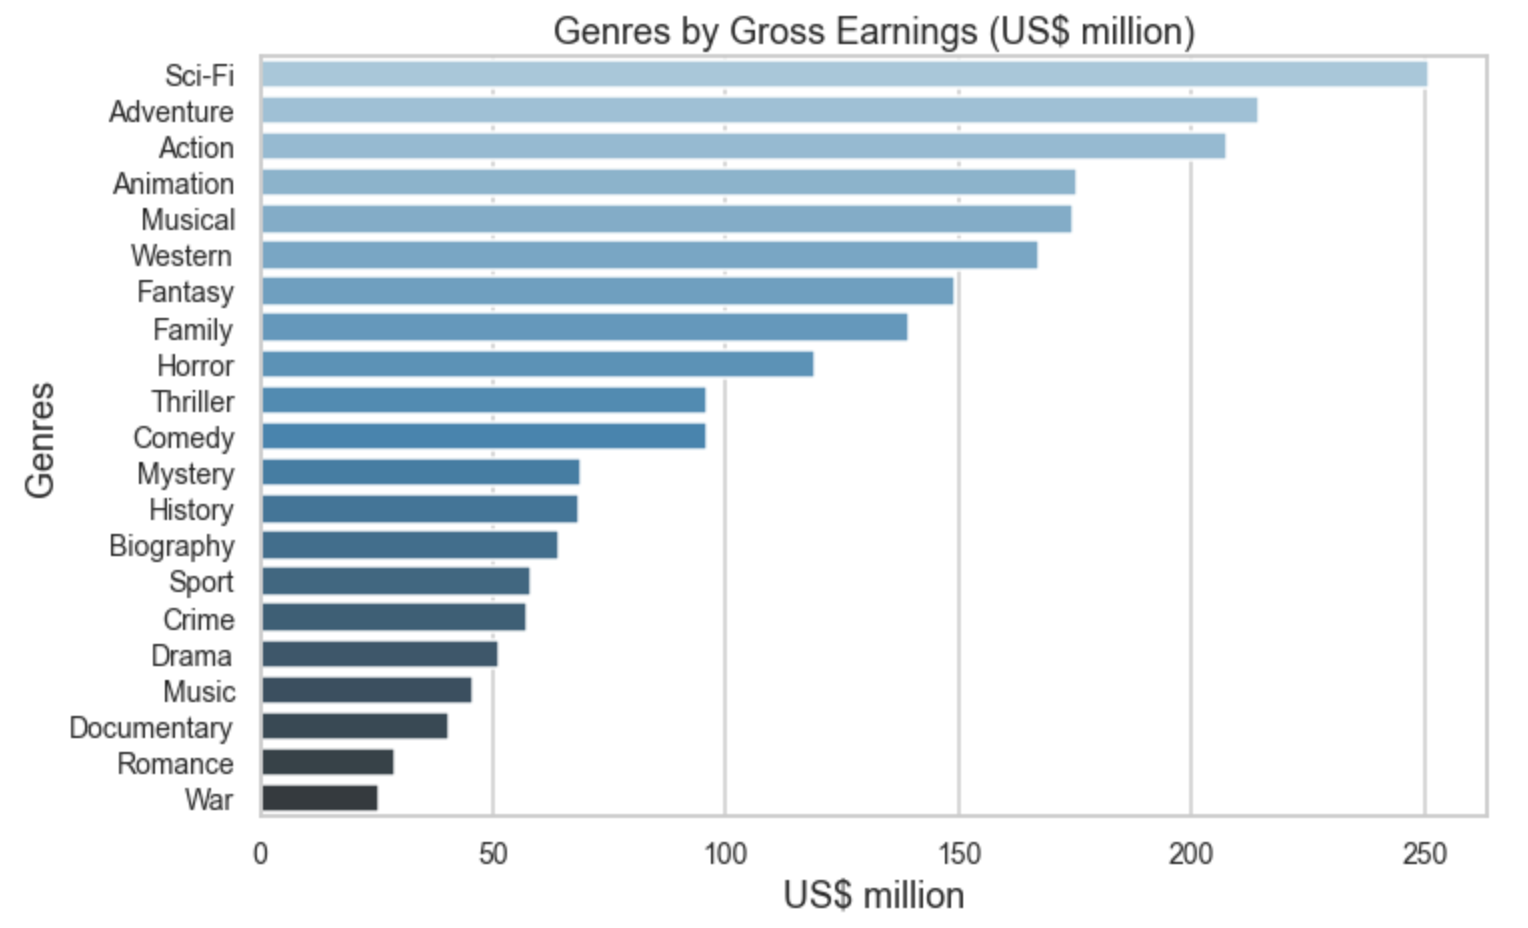 Genres by Gross Earnings (US$ million)
Genres
Sci-Fi
Adventure
Action
Animation
Musical
Western
Fantasy
Family
Horror
Thriller
Comedy
Mystery
History
Biography
Sport
Crime
Drama
Music
Documentary
Romance
War
0 50 100 150 200 250
US$ million